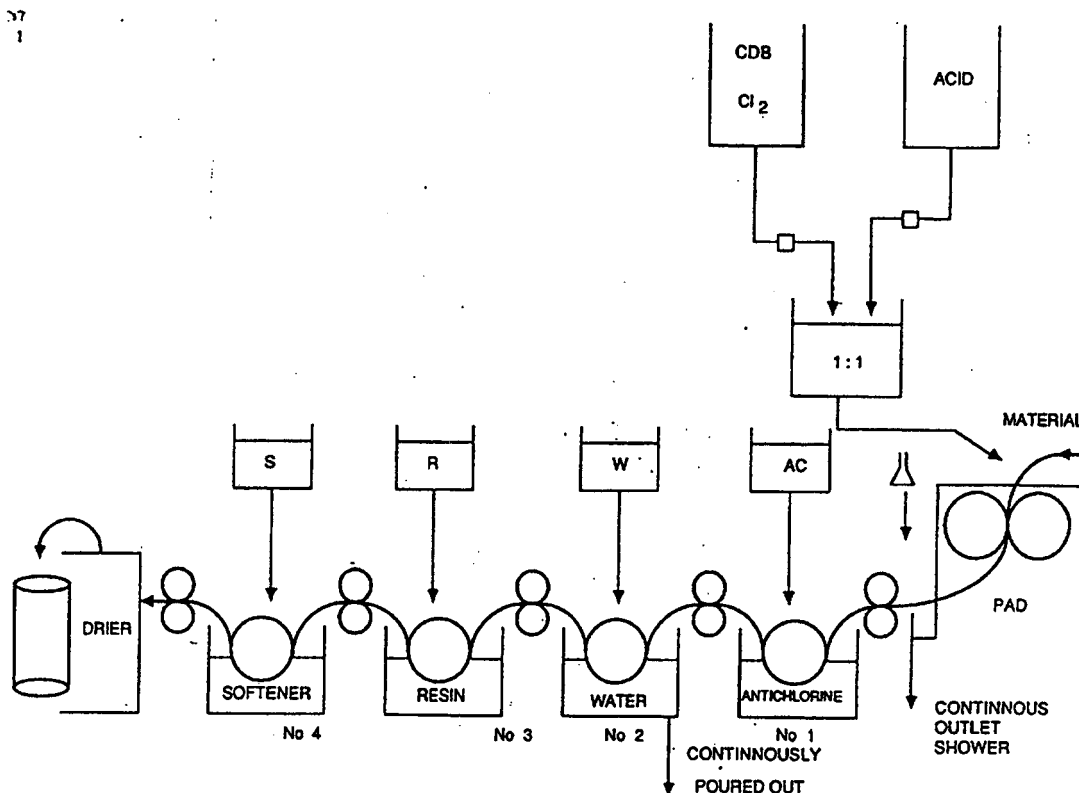 CDB
Cl2
ACID
1:1
MATERIAL
S
R
W
AC
PAD
DRIER
SOFTENER
RESIN
WATER
ANTICHLORINE
No 4
No 3
No 2
No 1
CONTINNOUSLY
POURED OUT
CONTINNOUS
OUTLET
SHOWER